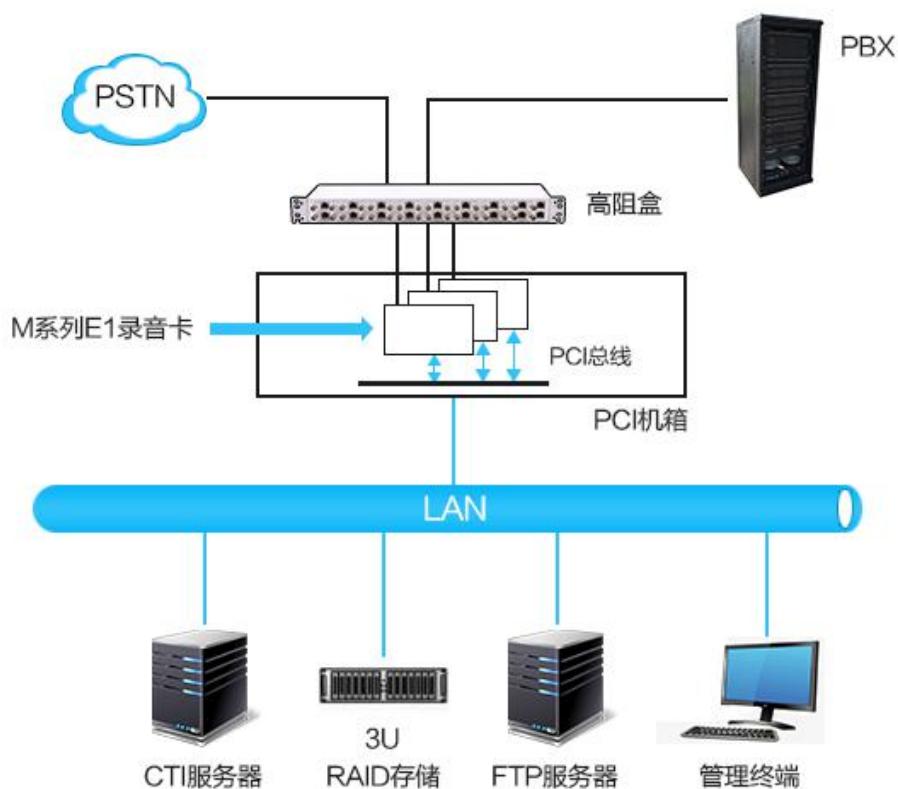 PBX
PSTN
高阻盒
M系列E1录音卡
PCI总线
PCI机箱
LAN
CTI服务器
3U
RAID存储
FTP服务器
管理终端